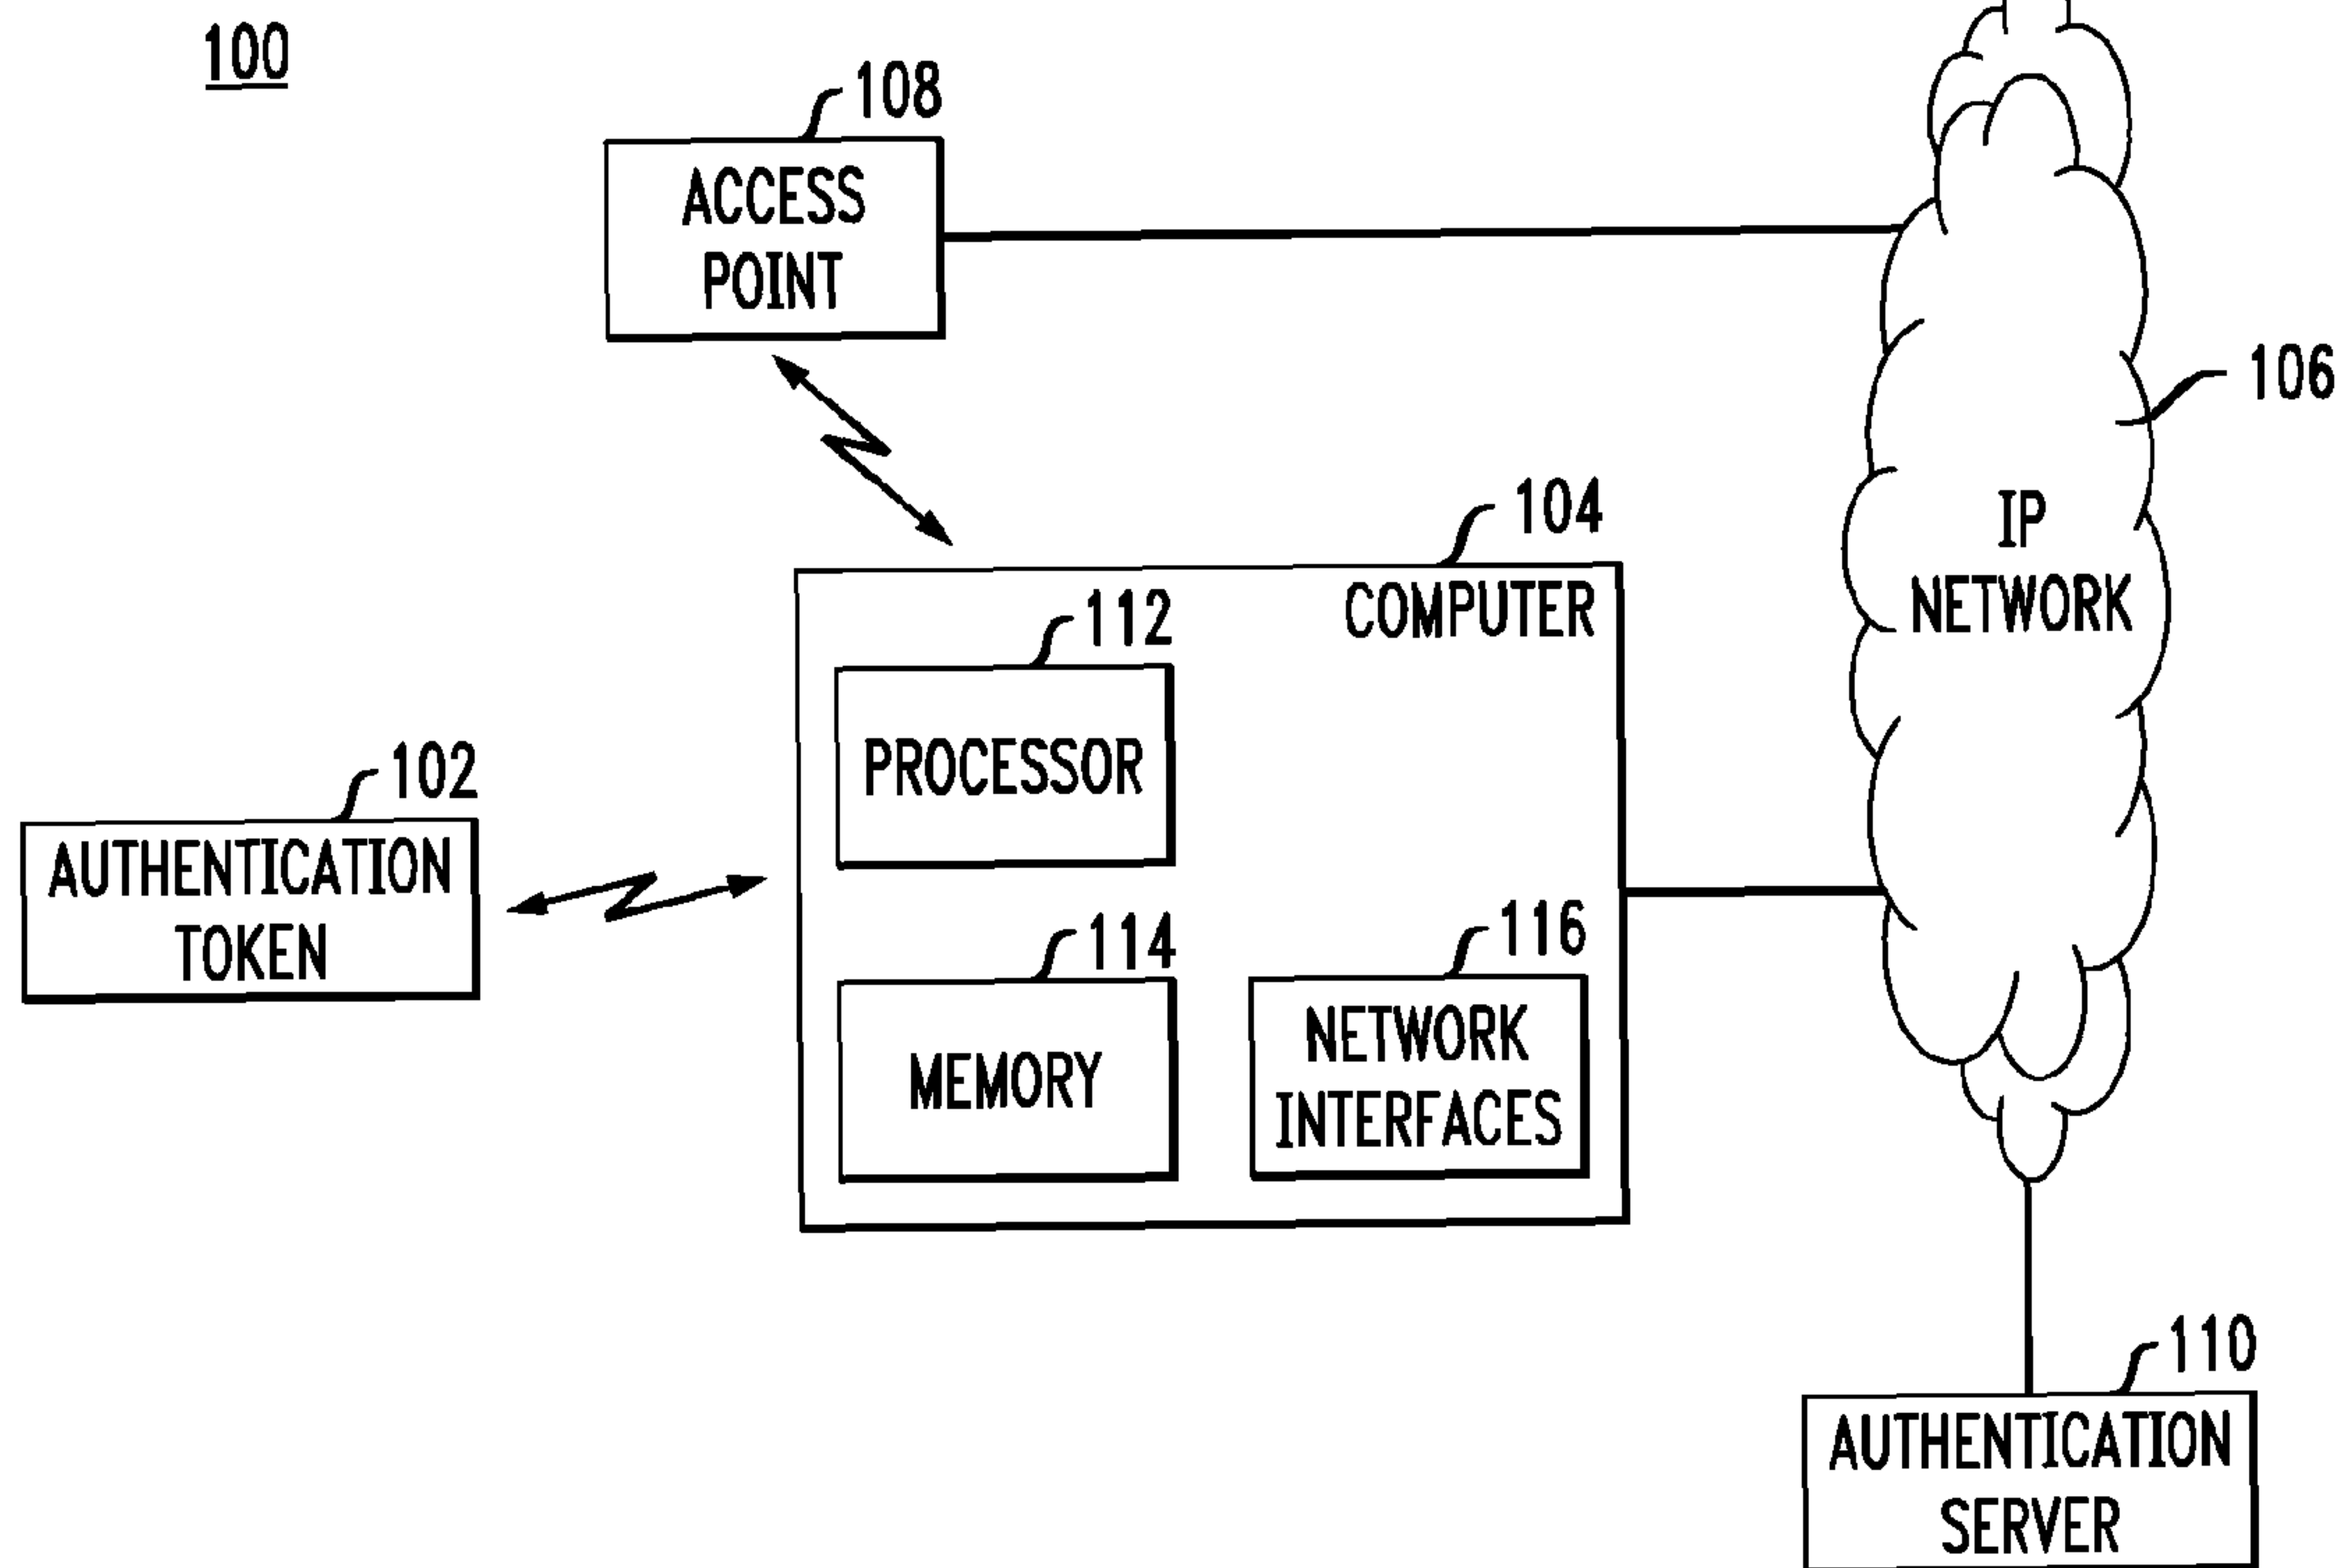 100
108
ACCESS
POINT
106
IP
NETWORK
104
COMPUTER
112
PROCESSOR
102
AUTHENTICATION
TOKEN
114
MEMORY
116
NETWORK
INTERFACES
110
AUTHENTICATION
SERVER